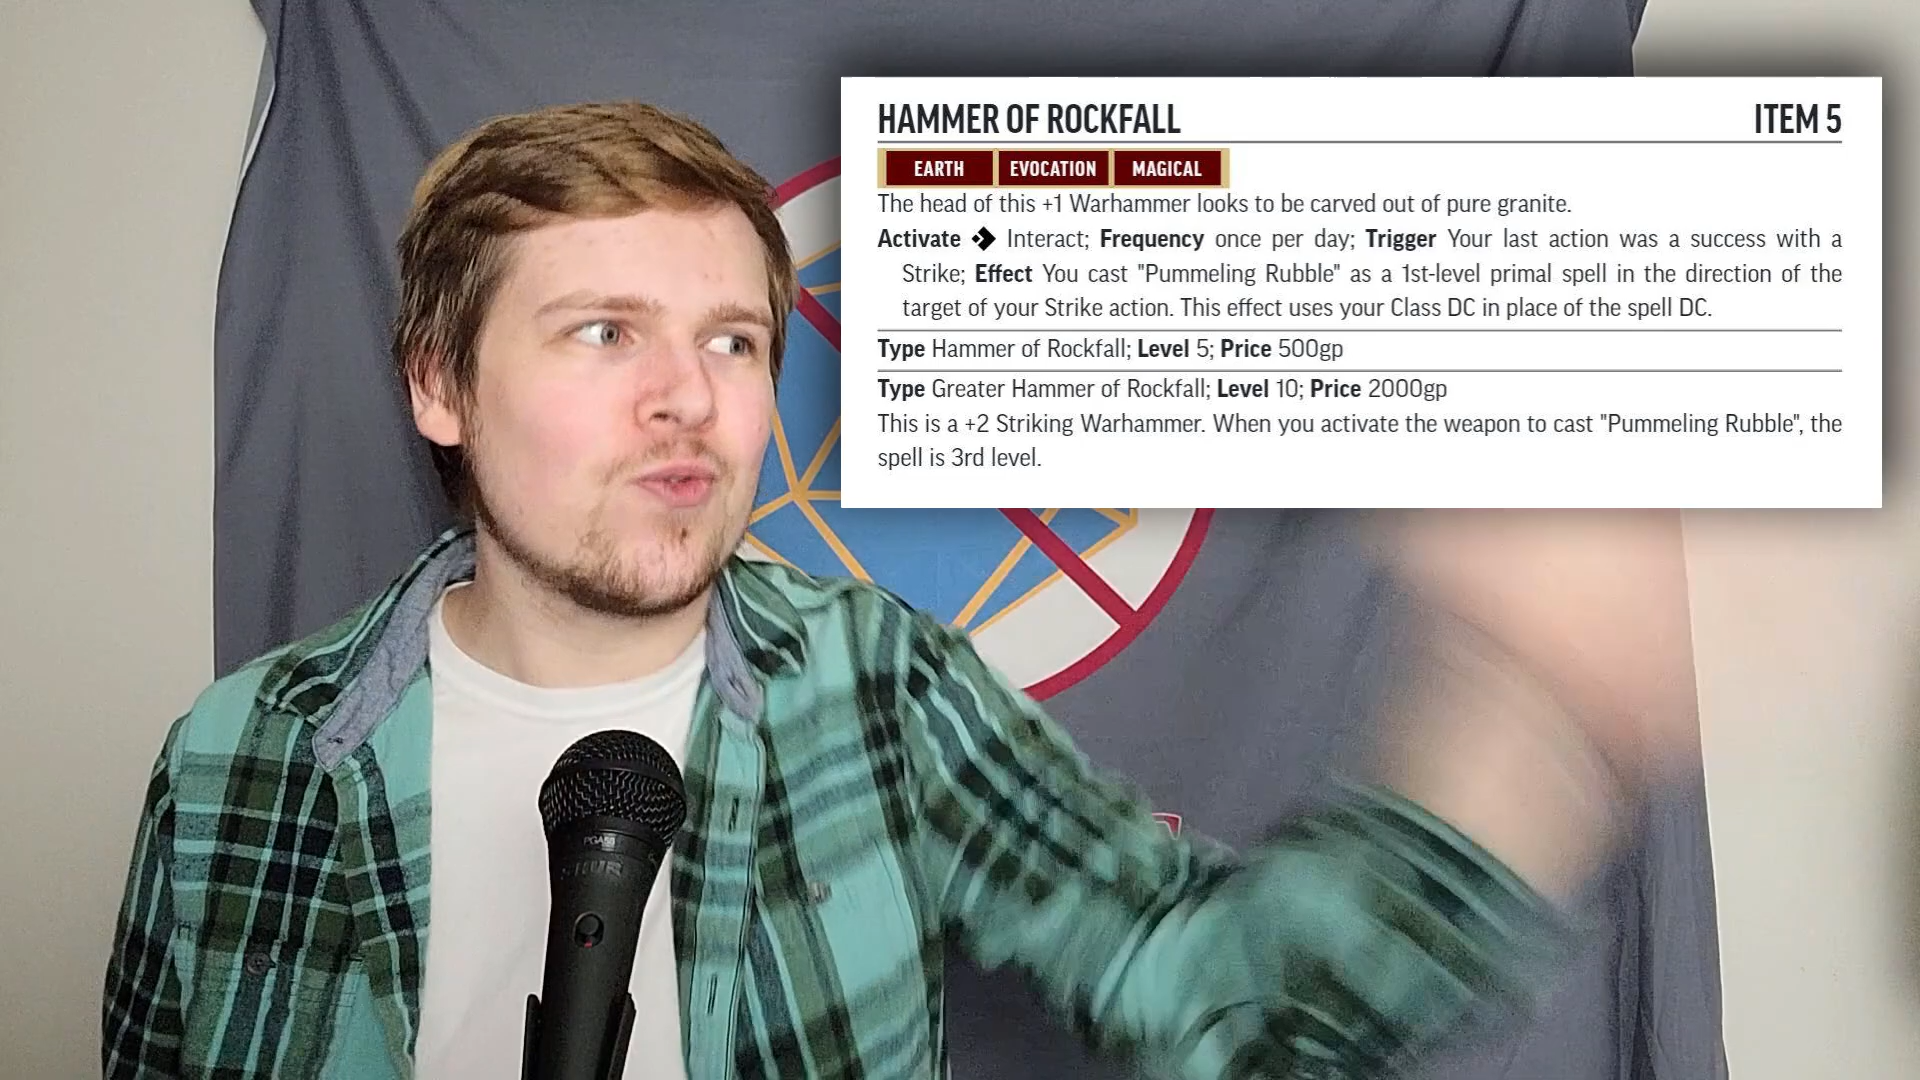 HAMMER OF ROCKFALL ITEM 5
EARTH EVOCATION MAGICAL
The head of this +1 Warhammer looks to be carved out of pure granite.
Activate Interact; Frequency once per day; Trigger Your last action was a success with a
Strike; Effect You cast "Pummeling Rubble" as a 1st-level primal spell in the direction of the
target of your Strike action. This effect uses your Class DC in place of the spell DC.
Type Hammer of Rockfall; Level 5; Price 500gp
Type Greater Hammer of Rockfall; Level 10; Price 2000gp
This is a +2 Striking Warhammer. When you activate the weapon to cast "Pummeling Rubble", the
spell is 3rd level.
PGA58
SHURE